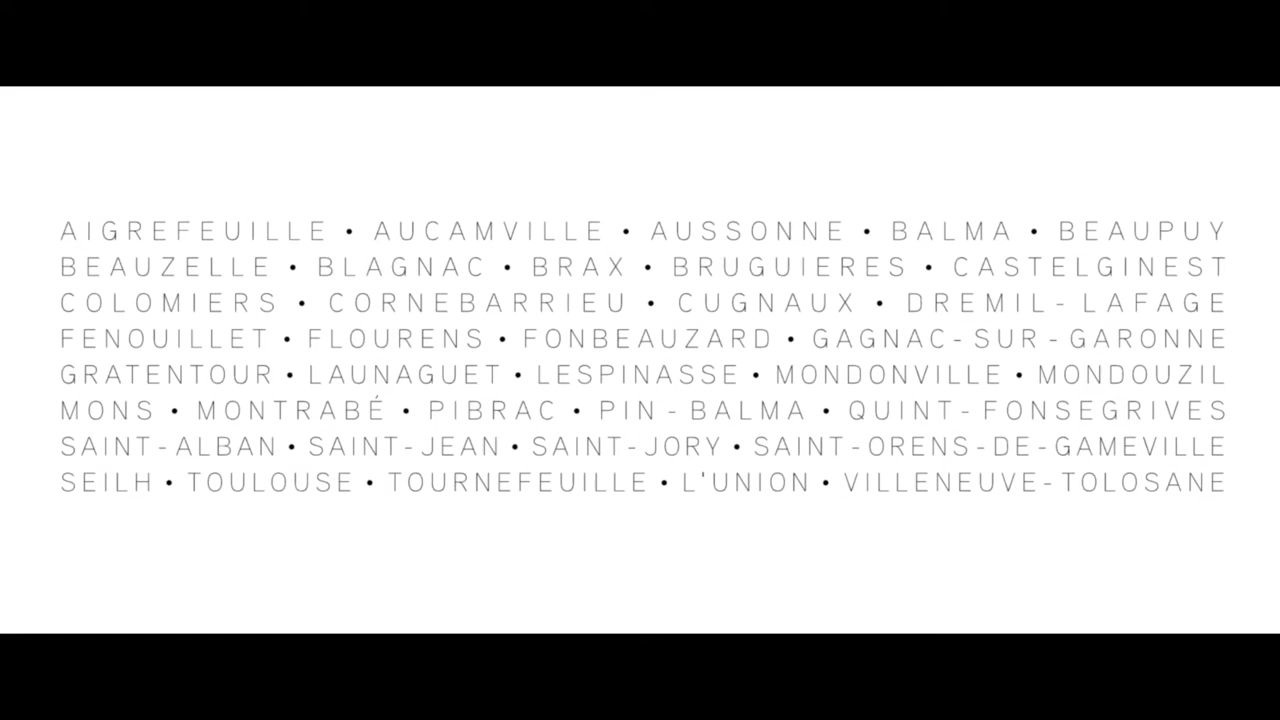 AIGREFEUILLE • AUCAMVILLE • AUSSONNE • BALMA • BEAUPUY
BEAUZELLE • BLAGNAC • BRAX • BRUGUIERES • CASTELGINEST
COLOMIERS • CORNEBARRIEU • CUGNAUX • DREMIL-LAFAGE
FENOUILLET • FLOURENS • FONBEAUZARD • GAGNAC-SUR-GARONNE
GRATENTOUR • LAUNAGUET • LESPINASSE • MONDONVILLE • MONDOUZIL
MONS • MONTRABÉ • PIBRAC • PIN-BALMA • QUINT-FONSEGRIVES
SAINT-ALBAN • SAINT-JEAN • SAINT-JORY • SAINT-ORENS-DE-GAMEVILLE
SEILH • TOULOUSE • TOURNEFEUILLE • L'UNION • VILLENEUVE-TOLOSANE